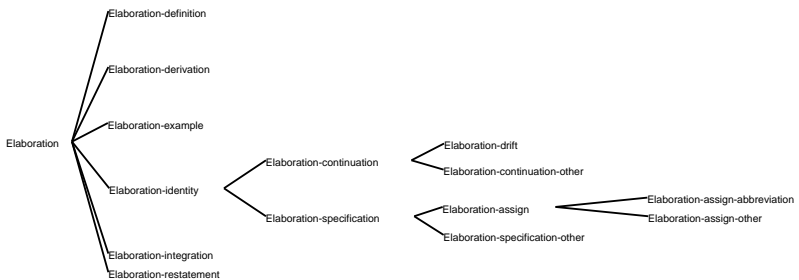 Elaboration-definition
Elaboration-derivation
Elaboration-example
Elaboration
Elaboration-drift
Elaboration-continuation
Elaboration-continuation-other
Elaboration-identity
Elaboration-assign-abbreviation
Elaboration-assign
Elaboration-specification
Elaboration-assign-other
Elaboration-specification-other
Elaboration-integration
Elaboration-restatement